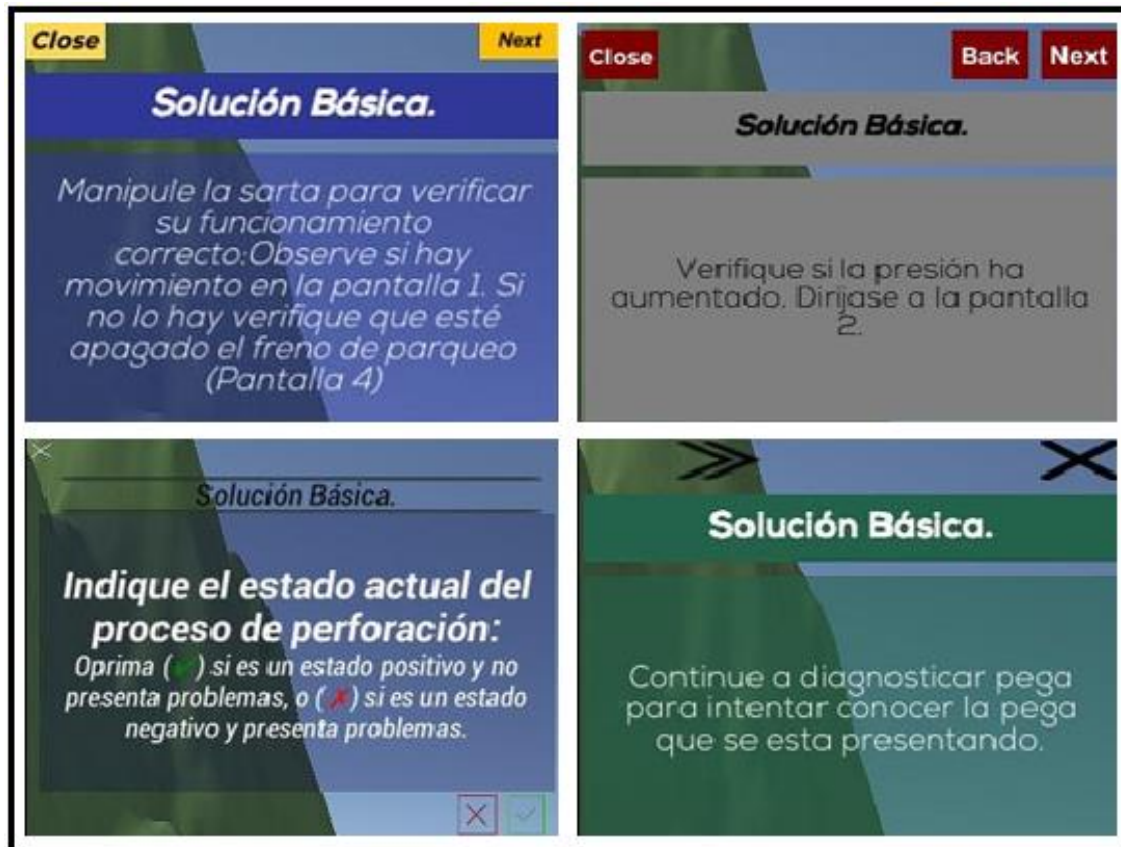 Close
Next
Solución Básica.
Manipule la sarta para verificar
su funcionamiento
correcto:Observe si hay
movimiento en la pantalla 1. Si
no lo hay verifique que esté
apagado el freno de parqueo
(Pantalla 4)
Close
Back
Next
Solución Básica.
Verifique si la presión ha
aumentado. Dirijase a la pantalla
2.
Solución Básica.
Indique el estado actual del
proceso de perforación:
Oprima (✓) si es un estado positivo y no
presenta problemas, o (✗) si es un estado
negativo y presenta problemas.
Solución Básica.
Continue a diagnosticar pega
para intentar conocer la pega
que se esta presentando.